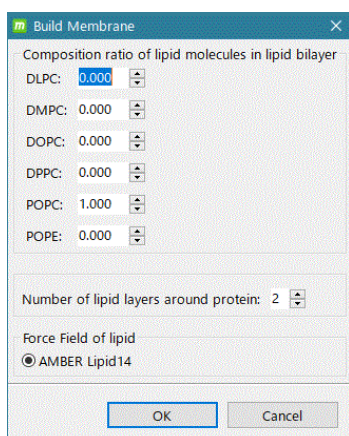 m Build Membrane
Composition ratio of lipid molecules in lipid bilayer
DLPC: 0.000
DMPC: 0.000
DOPC: 0.000
DPPC: 0.000
POPC: 1.000
POPE: 0.000
Number of lipid layers around protein: 2
Force Field of lipid
AMBER Lipid14
OK Cancel